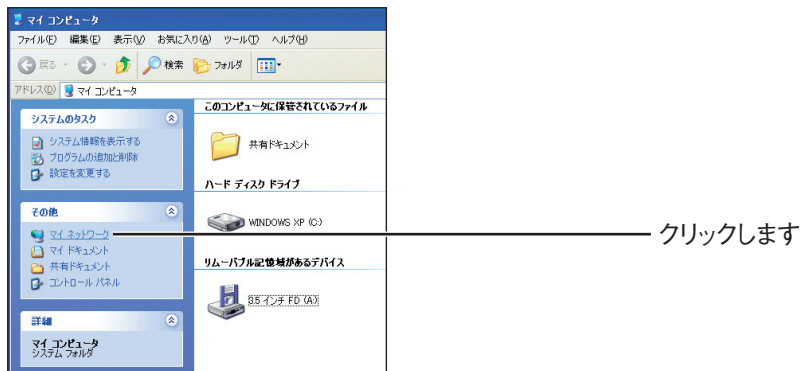 マイ コンピュータ
ファイル(F) 編集(E) 表示(V) お気に入り(A) ツール(T) ヘルプ(H)
戻る 検索 フォルダ
アドレス(D) マイ コンピュータ
システムのタスク
システム情報を表示する
プログラムの追加と削除
設定を変更する
その他
マイ ネットワーク
マイ ドキュメント
共有ドキュメント
コントロール パネル
詳細
マイ コンピュータ
システム フォルダ
このコンピュータに保管されているファイル
共有ドキュメント
ハード ディスク ドライブ
WINDOWS XP (C:)
リムーバブル記憶域があるデバイス
3.5 インチ FD (A:)
クリックします